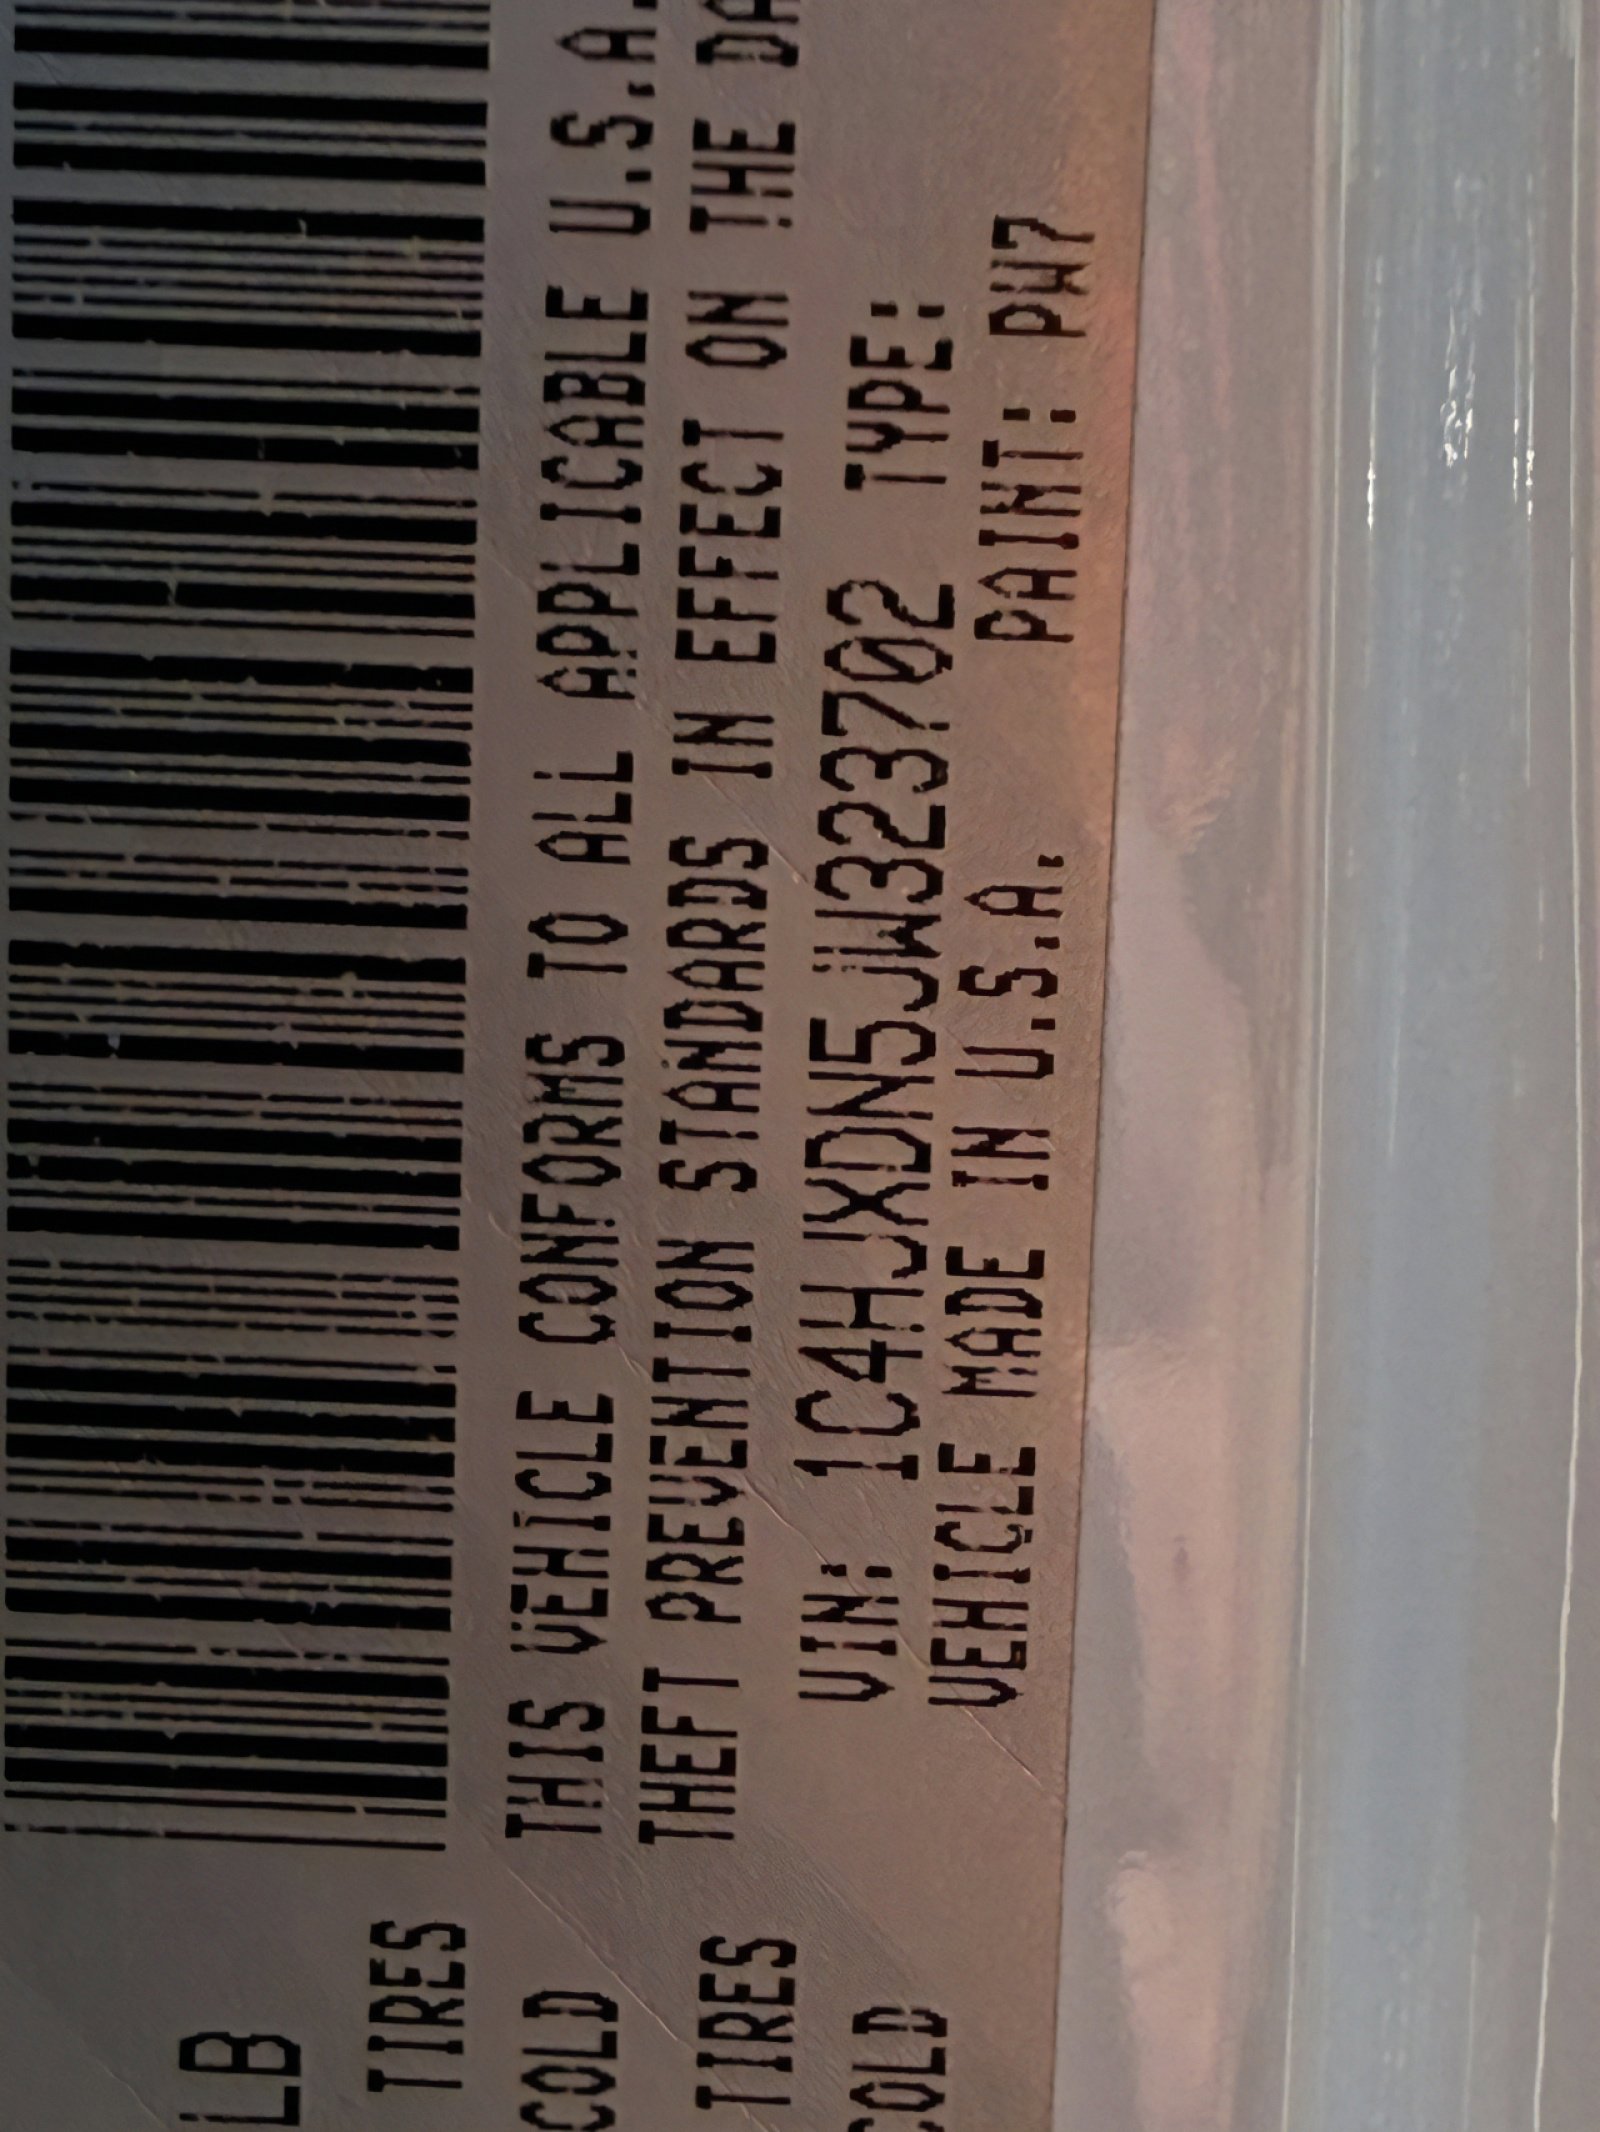 LB
TIRES
COLD
TIRES
COLD
THIS VEHICLE CONFORMS TO ALL APPLICABLE U.S.A.
THEFT PREVENTION STANDARDS IN EFFECT ON THE DA
VIN: 1C4HJXDN5JW323702 TYPE:
VEHICLE MADE IN U.S.A. PAINT: PW7